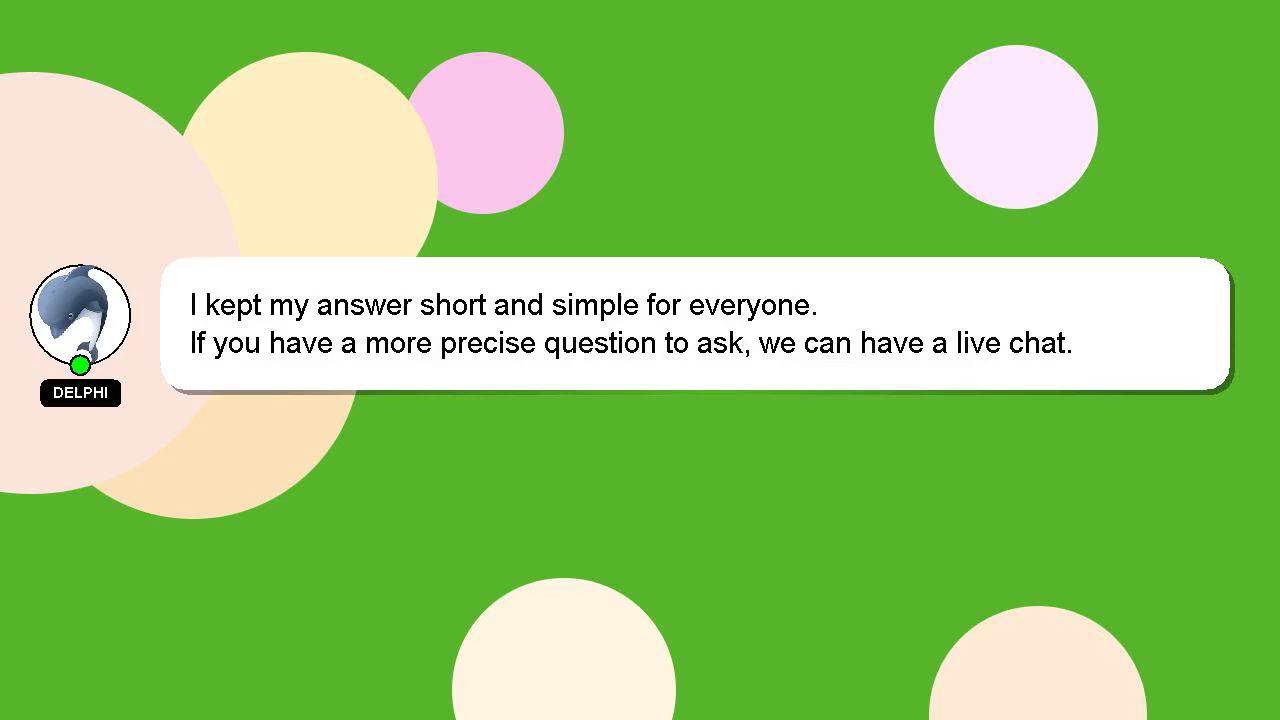 I kept my answer short and simple for everyone.
If you have a more precise question to ask, we can have a live chat.
DELPHI